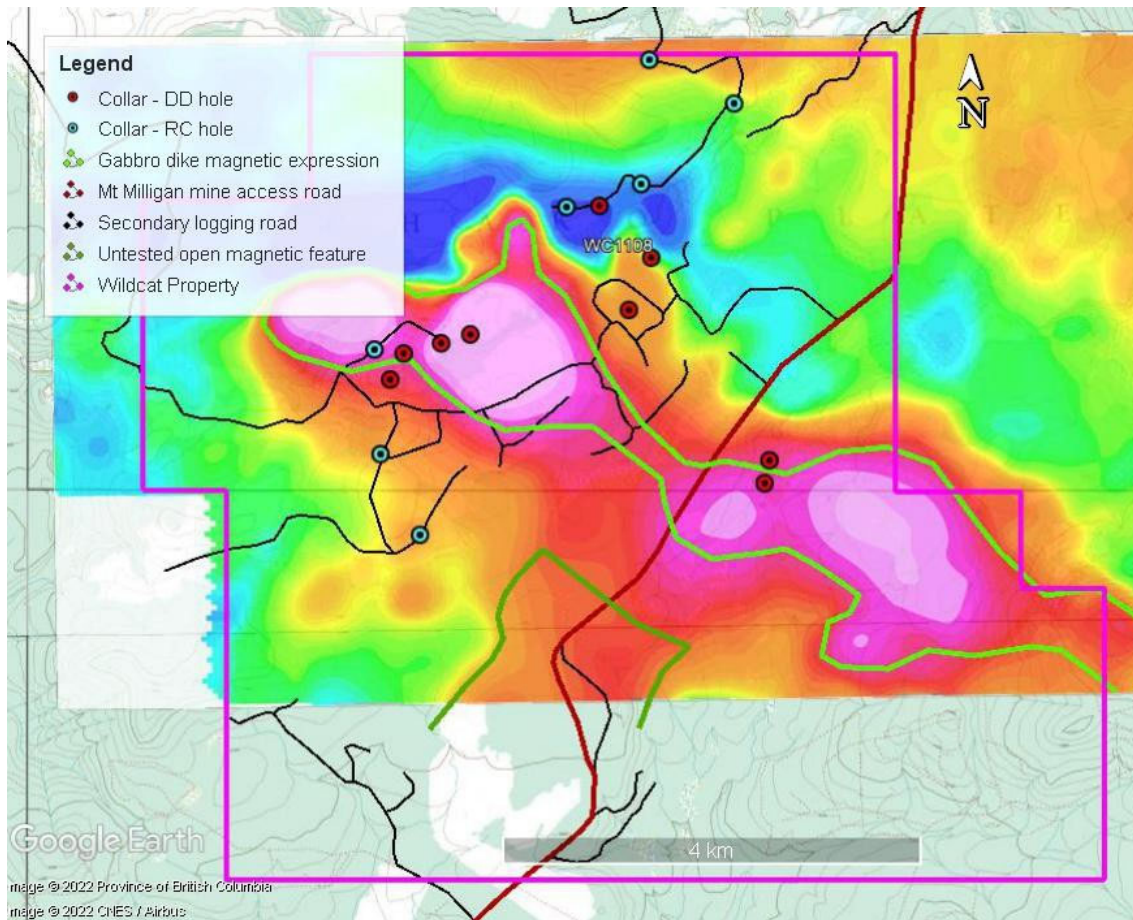 Legend
Collar - DD hole
Collar - RC hole
Gabbro dike magnetic expression
Mt Milligan mine access road
Secondary logging road
Untested open magnetic feature
Wildcat Property
N
WC1108
4 km
Google Earth
mage © 2022 Province of British Columbia
mage © 2022 CNES / Airbus